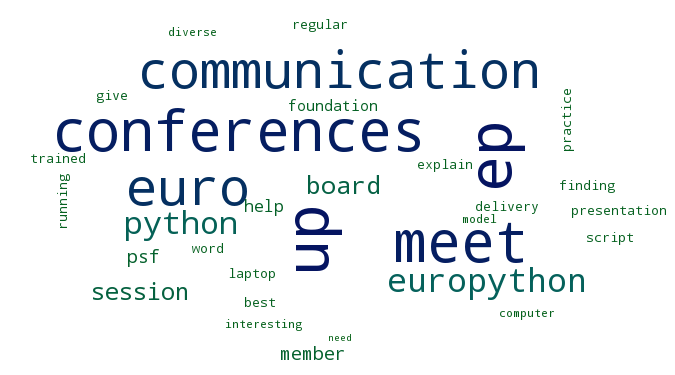 diverse
regular
communication
give
foundation
practice
conferences
ep
trained
explain
running
euro
board
finding
help
up
delivery
presentation
python
model
meet
script
word
psf
laptop
europython
session
best
computer
interesting
need
member